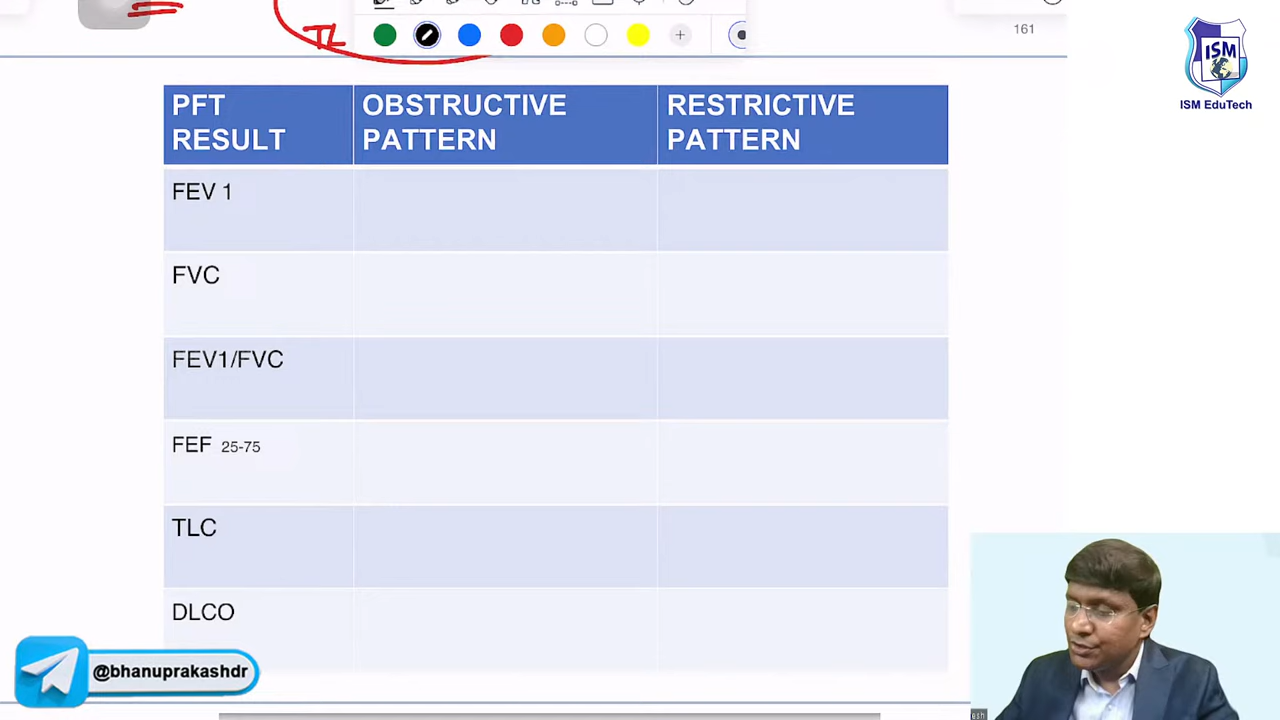 TL
161
ISM
ISM EduTech
PFT RESULT
OBSTRUCTIVE PATTERN
RESTRICTIVE PATTERN
FEV 1
FVC
FEV1/FVC
FEF 25-75
TLC
DLCO
@bhanuprakashdr